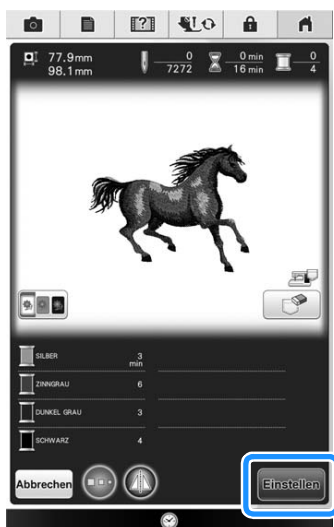 77.9mm
98.1mm
0
7272
0 min
16 min
0
4
SILBER 3
min
ZINNGRAU 6
DUNKEL GRAU 3
SCHWARZ 4
Abbrechen
Einstellen